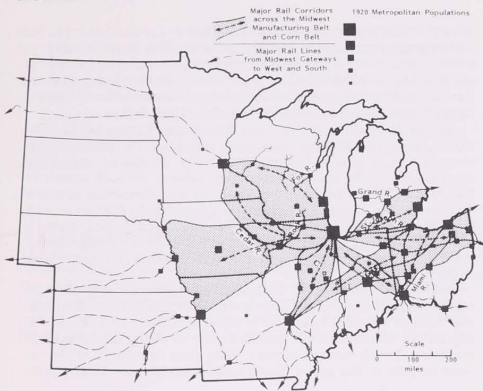 Major Rail Corridors
across the Midwest
Manufacturing Belt
and Corn Belt
Major Rail Lines
from Midwest Gateways
to West and South
1920 Metropolitan Populations
Fox R.
Grand R.
Cedar R.
Miami
Scale
0 100 200
miles